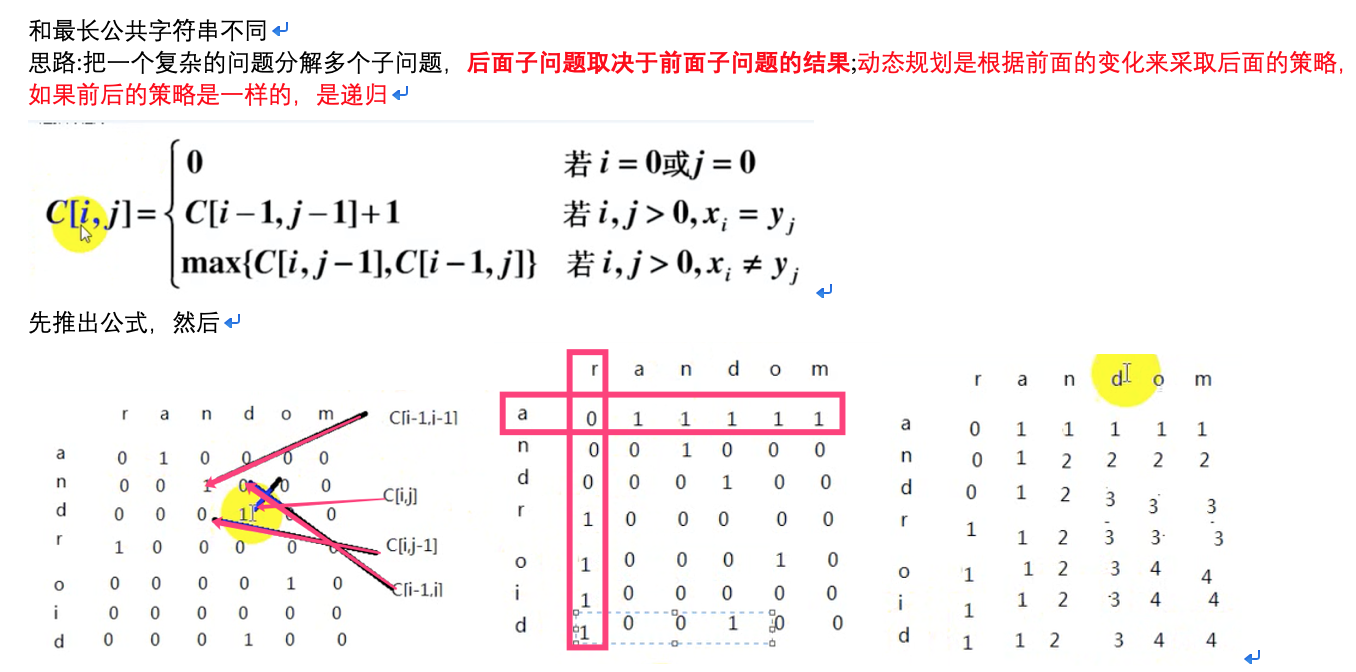 和最长公共字符串不同
思路:把一个复杂的问题分解多个子问题，后面子问题取决于前面子问题的结果;动态规划是根据前面的变化来采取后面的策略，
如果前后的策略是一样的，是递归
0 若 i = 0或j = 0
C[i, j]= C[i−1, j−1]+1 若 i, j > 0, xᵢ = yⱼ
max{C[i, j−1],C[i−1, j]} 若 i, j > 0, xᵢ ≠ yⱼ
先推出公式，然后
r a n d o m
a 0 1 0 0 0 0
n 0 0 1 0 0 0
d 0 0 0 1 0
r 1 0 0 0 0 0
o 0 0 0 0 1 0
i 0 0 0 0 0 0
d 0 0 0 1 0 0
C[i-1,i-1]
C[i,j]
C[i,j-1]
C[i-1,i]
r a n d o m
a 0 1 1 1 1 1
n 0 0 1 0 0 0
d 0 0 0 1 0 0
r 1 0 0 0 0 0
o 1 0 0 0 1 0
i 1 0 0 0 0 0
d 1 0 0 1 0 0
r a n d o m
a 0 1 1 1 1 1
n 0 1 2 2 2 2
d 0 1 2 3 3 3
r 1 1 2 3 3 3
o 1 1 2 3 4 4
i 1 1 2 3 4 4
d 1 1 2 3 4 4